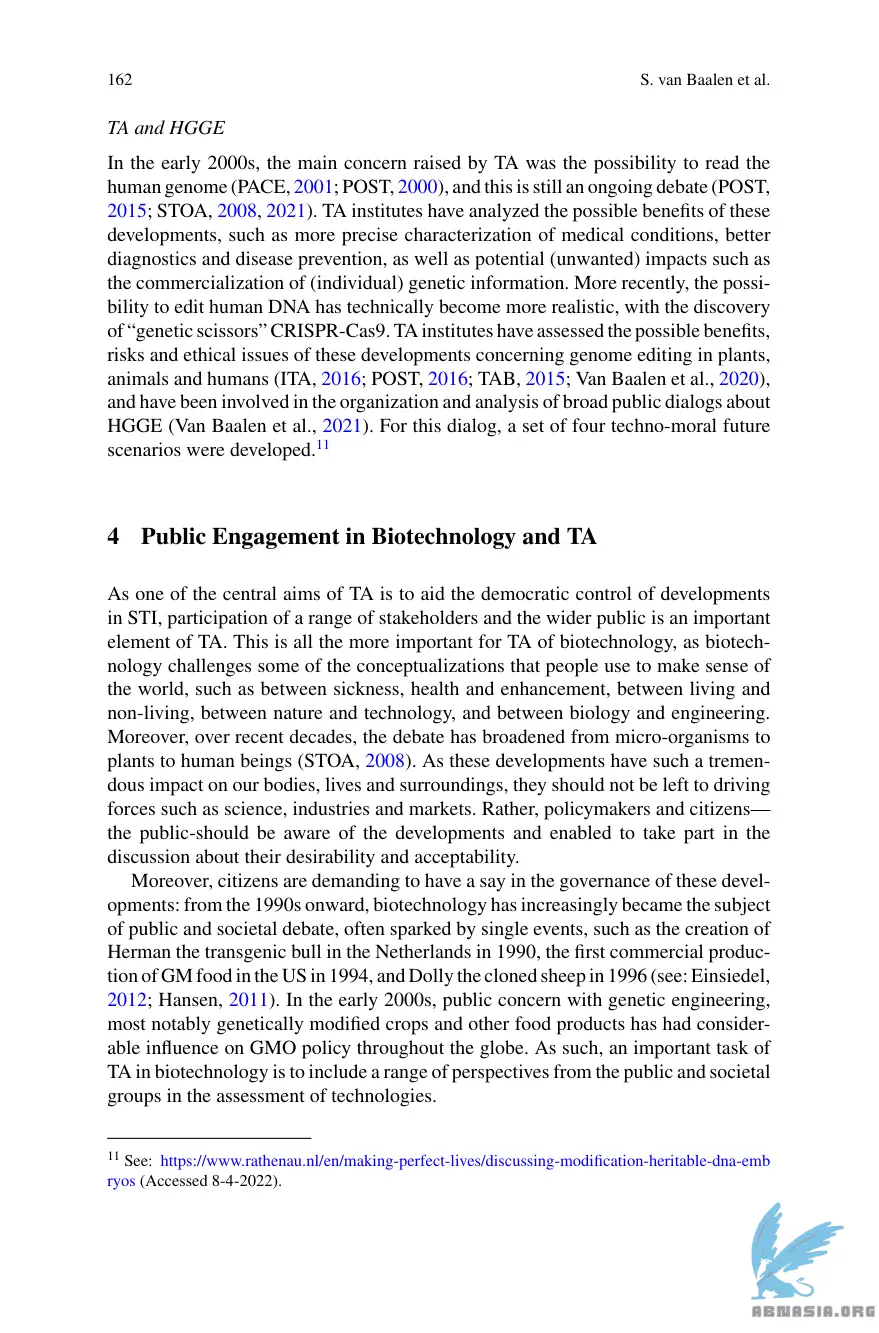 162 S. van Baalen et al.
TA and HGGE
In the early 2000s, the main concern raised by TA was the possibility to read the
human genome (PACE, 2001; POST, 2000), and this is still an ongoing debate (POST,
2015; STOA, 2008, 2021). TA institutes have analyzed the possible benefits of these
developments, such as more precise characterization of medical conditions, better
diagnostics and disease prevention, as well as potential (unwanted) impacts such as
the commercialization of (individual) genetic information. More recently, the possi-
bility to edit human DNA has technically become more realistic, with the discovery
of “genetic scissors” CRISPR-Cas9. TA institutes have assessed the possible benefits,
risks and ethical issues of these developments concerning genome editing in plants,
animals and humans (ITA, 2016; POST, 2016; TAB, 2015; Van Baalen et al., 2020),
and have been involved in the organization and analysis of broad public dialogs about
HGGE (Van Baalen et al., 2021). For this dialog, a set of four techno-moral future
scenarios were developed.11
4 Public Engagement in Biotechnology and TA
As one of the central aims of TA is to aid the democratic control of developments
in STI, participation of a range of stakeholders and the wider public is an important
element of TA. This is all the more important for TA of biotechnology, as biotech-
nology challenges some of the conceptualizations that people use to make sense of
the world, such as between sickness, health and enhancement, between living and
non-living, between nature and technology, and between biology and engineering.
Moreover, over recent decades, the debate has broadened from micro-organisms to
plants to human beings (STOA, 2008). As these developments have such a tremen-
dous impact on our bodies, lives and surroundings, they should not be left to driving
forces such as science, industries and markets. Rather, policymakers and citizens—
the public-should be aware of the developments and enabled to take part in the
discussion about their desirability and acceptability.
Moreover, citizens are demanding to have a say in the governance of these devel-
opments: from the 1990s onward, biotechnology has increasingly became the subject
of public and societal debate, often sparked by single events, such as the creation of
Herman the transgenic bull in the Netherlands in 1990, the first commercial produc-
tion of GM food in the US in 1994, and Dolly the cloned sheep in 1996 (see: Einsiedel,
2012; Hansen, 2011). In the early 2000s, public concern with genetic engineering,
most notably genetically modified crops and other food products has had consider-
able influence on GMO policy throughout the globe. As such, an important task of
TA in biotechnology is to include a range of perspectives from the public and societal
groups in the assessment of technologies.
11 See: https://www.rathenau.nl/en/making-perfect-lives/discussing-modification-heritable-dna-emb
ryos (Accessed 8-4-2022).
ABNASIA.ORG